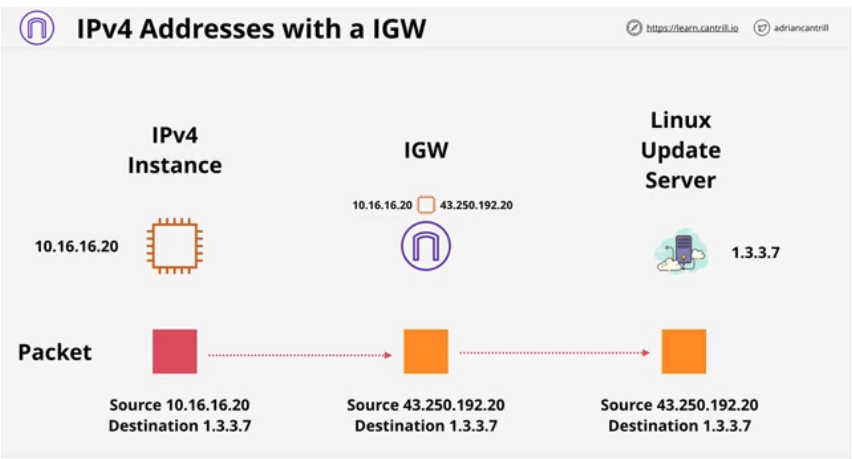 IPv4 Addresses with a IGW
https://learn.cantrill.io
adriancantrill
IPv4
Instance
IGW
Linux
Update
Server
10.16.16.20
10.16.16.20
43.250.192.20
1.3.3.7
Packet
Source 10.16.16.20
Destination 1.3.3.7
Source 43.250.192.20
Destination 1.3.3.7
Source 43.250.192.20
Destination 1.3.3.7